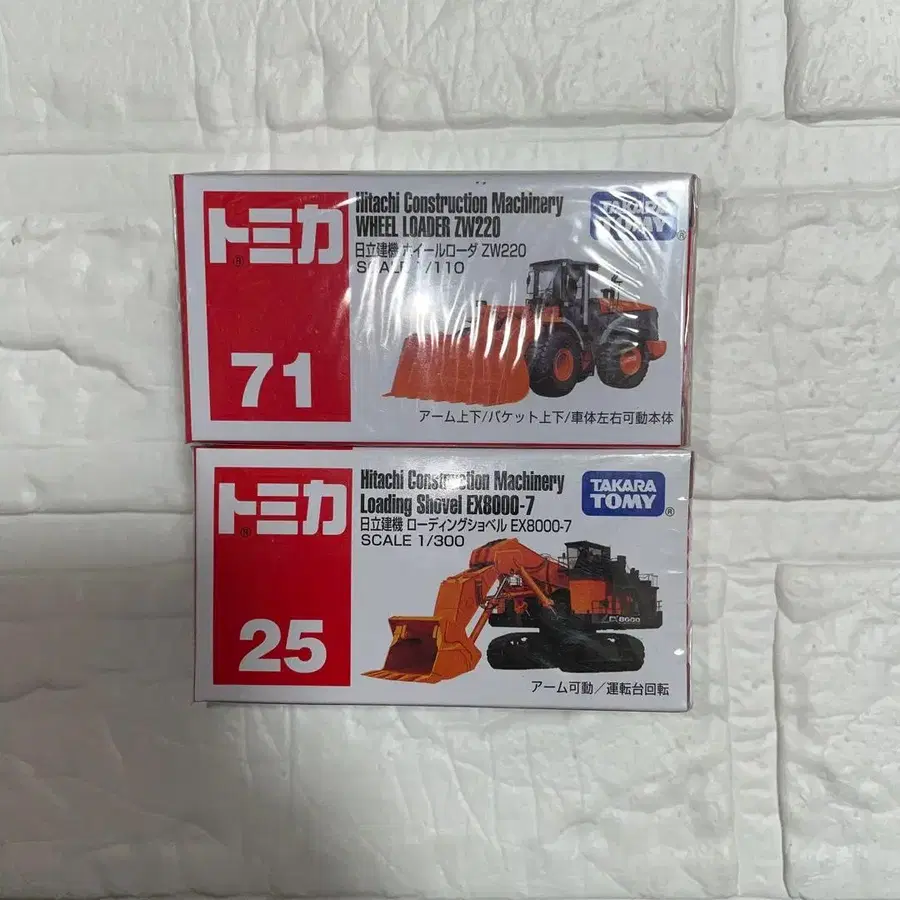 トミカ
®
71
Hitachi Construction Machinery
WHEEL LOADER ZW220
日立建機 ホイールローダ ZW220
SCALE 1/110
TAKARA
TOMY
®
アーム上下/バケット上下/車体左右可動本体
トミカ
®
25
Hitachi Construction Machinery
Loading Shovel EX8000-7
日立建機 ローディングショベル EX8000-7
SCALE 1/300
TAKARA
TOMY
®
EX8000
アーム可動/運転台回転